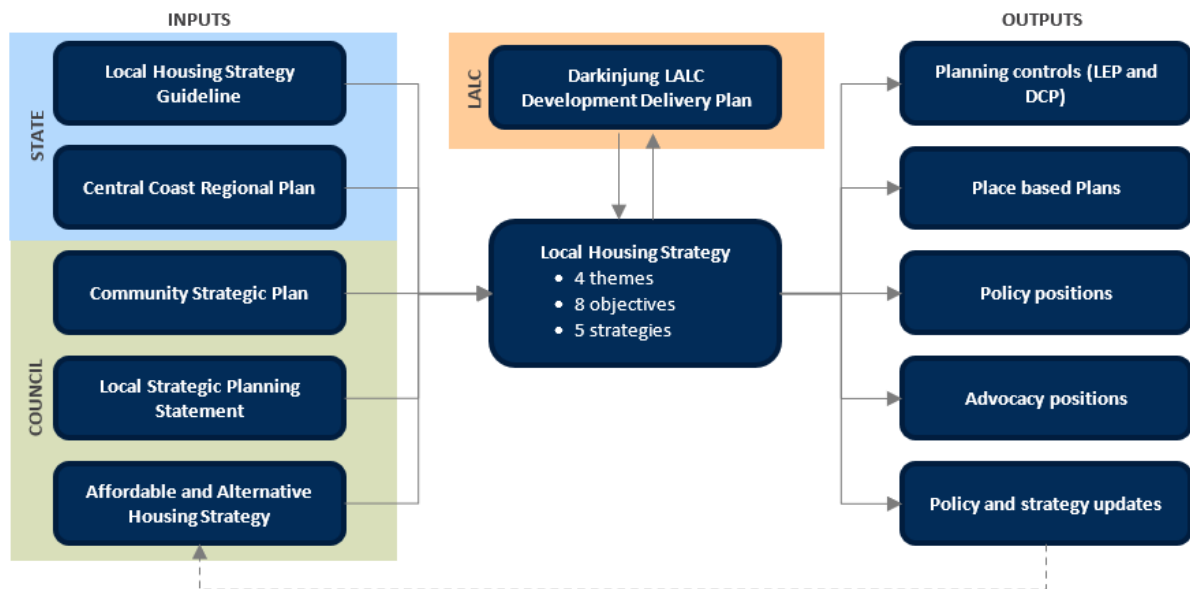 INPUTS
OUTPUTS
STATE
Local Housing Strategy
Guideline
Central Coast Regional Plan
COUNCIL
Community Strategic Plan
Local Strategic Planning
Statement
Affordable and Alternative
Housing Strategy
LALC
Darkinjung LALC
Development Delivery Plan
Local Housing Strategy
• 4 themes
• 8 objectives
• 5 strategies
Planning controls (LEP and
DCP)
Place based Plans
Policy positions
Advocacy positions
Policy and strategy updates